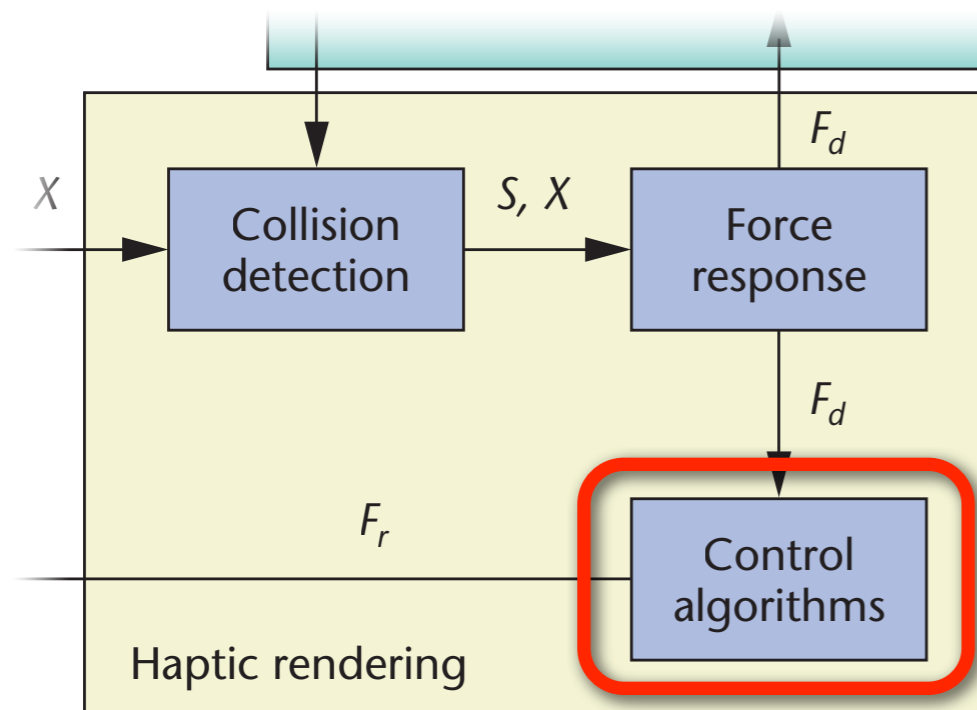 F_d
X
Collision
detection
S, X
Force
response
F_d
F_r
Control
algorithms
Haptic rendering